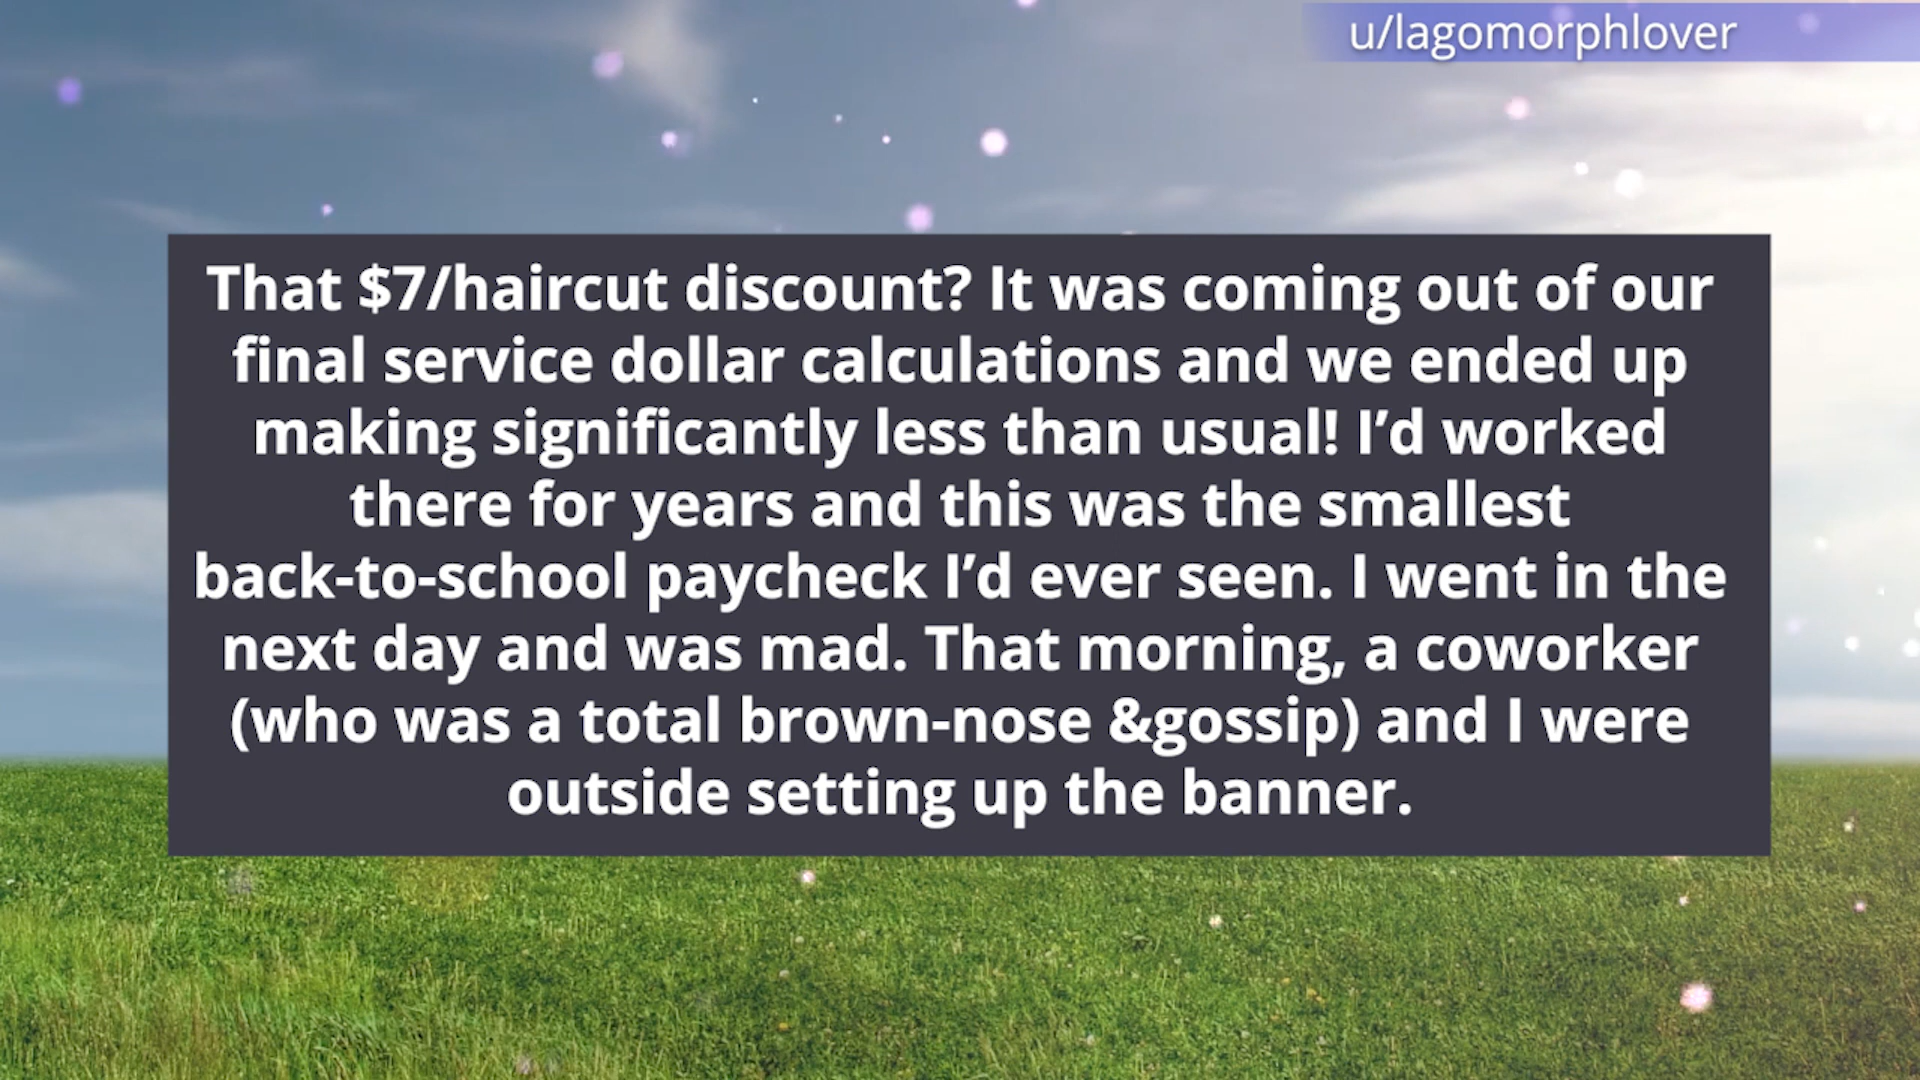 u/lagomorphlover
That $7/haircut discount? It was coming out of our
final service dollar calculations and we ended up
making significantly less than usual! I’d worked
there for years and this was the smallest
back-to-school paycheck I’d ever seen. I went in the
next day and was mad. That morning, a coworker
(who was a total brown-nose &gossip) and I were
outside setting up the banner.